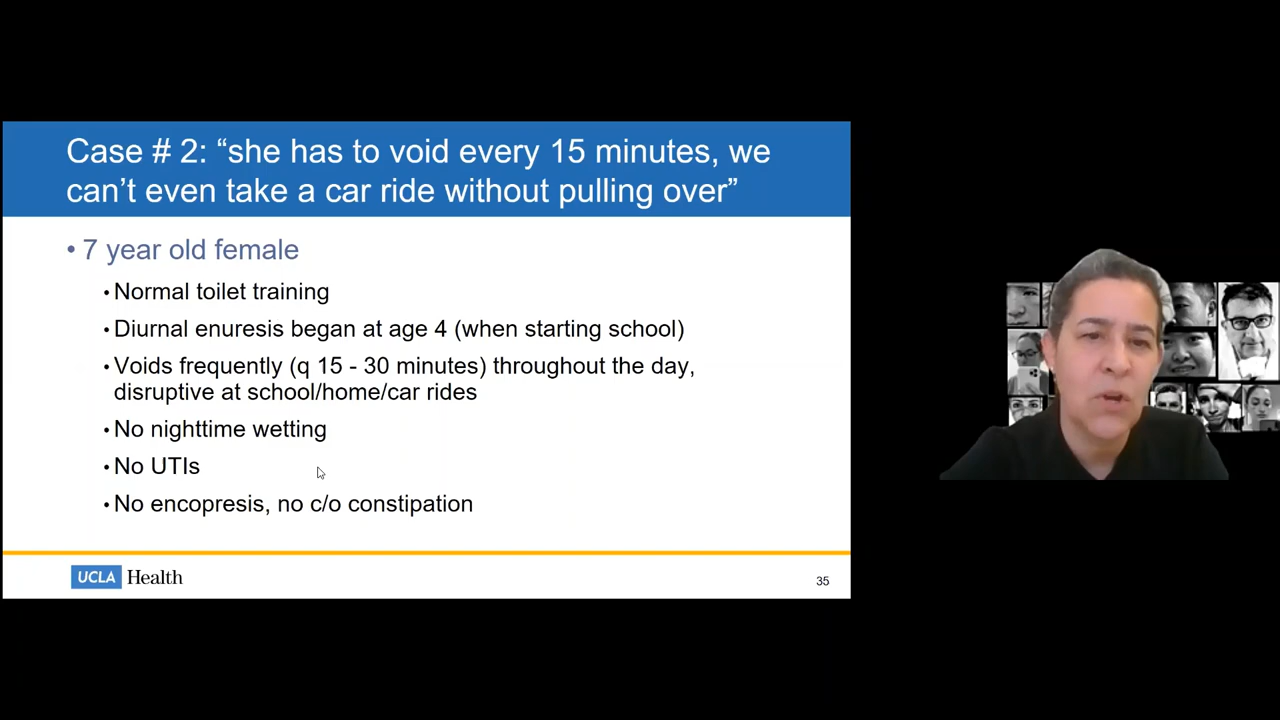 Case # 2: “she has to void every 15 minutes, we
can’t even take a car ride without pulling over”
• 7 year old female
• Normal toilet training
• Diurnal enuresis began at age 4 (when starting school)
• Voids frequently (q 15 - 30 minutes) throughout the day,
disruptive at school/home/car rides
• No nighttime wetting
• No UTIs
• No encopresis, no c/o constipation
UCLA Health
35